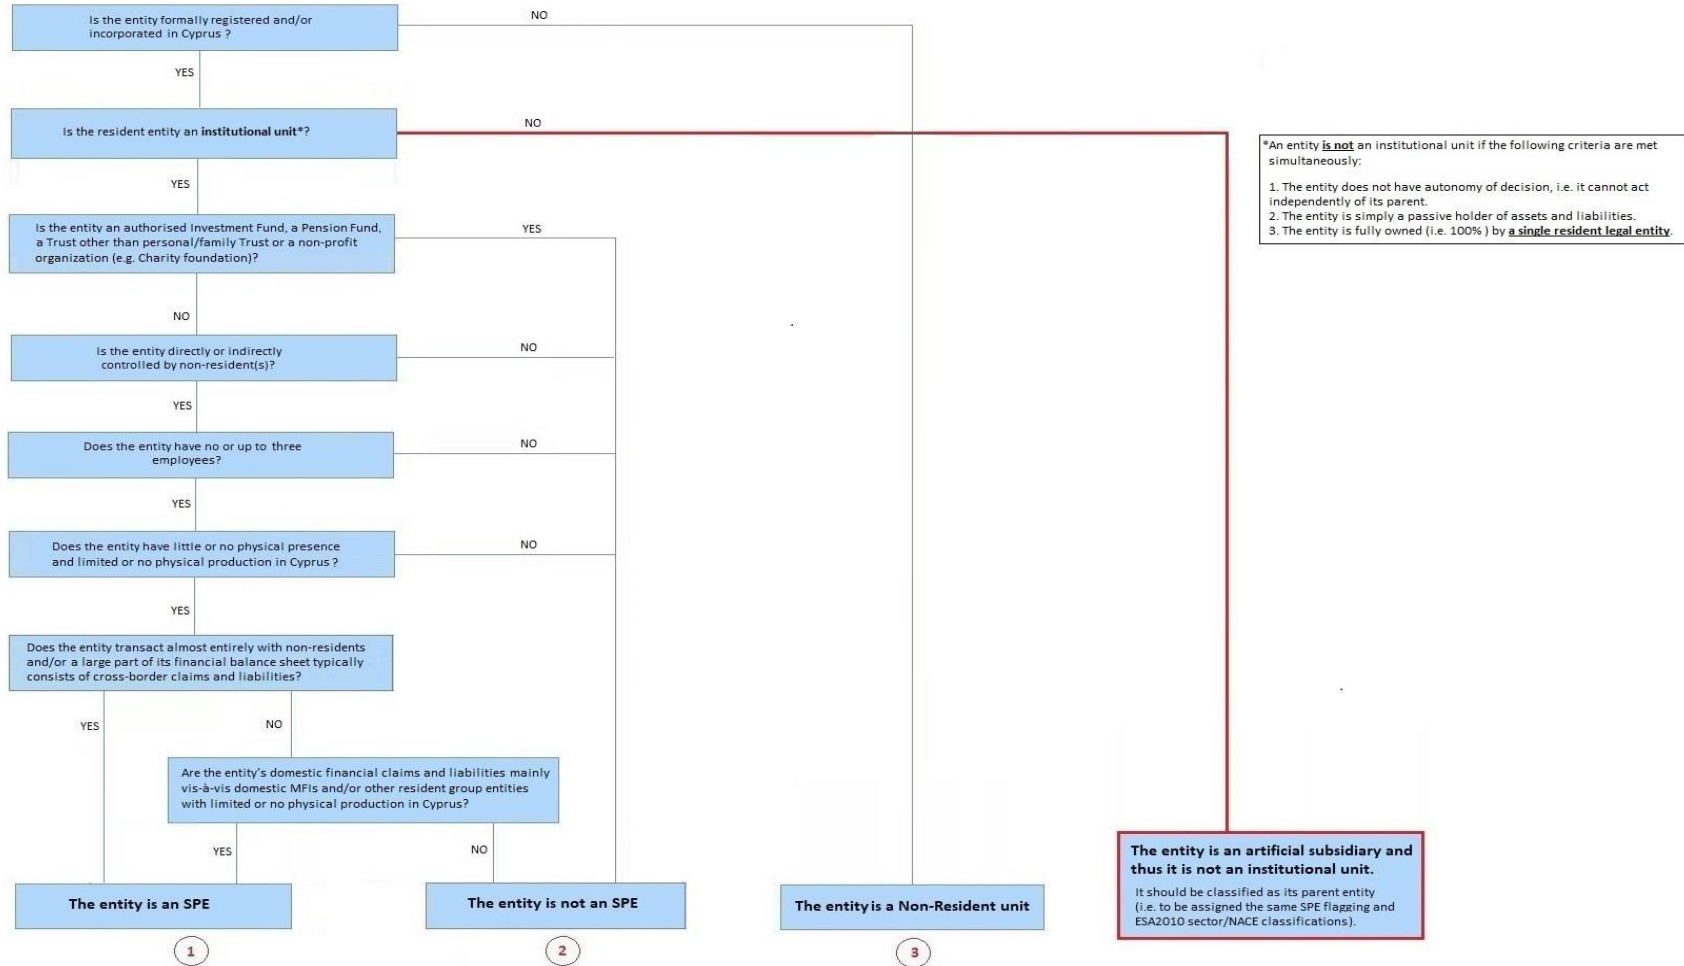 Is the entity formally registered and/or
incorporated in Cyprus ?
NO
YES
Is the resident entity an institutional unit*?
NO
*An entity is not an institutional unit if the following criteria are met
simultaneously:
1. The entity does not have autonomy of decision, i.e. it cannot act
independently of its parent.
2. The entity is simply a passive holder of assets and liabilities.
3. The entity is fully owned (i.e. 100% ) by a single resident legal entity.
YES
Is the entity an authorised Investment Fund, a Pension Fund,
a Trust other than personal/family Trust or a non-profit
organization (e.g. Charity foundation)?
YES
NO
Is the entity directly or indirectly
controlled by non-resident(s)?
NO
YES
Does the entity have no or up to three
employees?
NO
YES
Does the entity have little or no physical presence
and limited or no physical production in Cyprus ?
NO
YES
Does the entity transact almost entirely with non-residents
and/or a large part of its financial balance sheet typically
consists of cross-border claims and liabilities?
YES
NO
Are the entity's domestic financial claims and liabilities mainly
vis-à-vis domestic MFIs and/or other resident group entities
with limited or no physical production in Cyprus?
YES
NO
The entity is an SPE
The entity is not an SPE
The entity is a Non-Resident unit
The entity is an artificial subsidiary and
thus it is not an institutional unit.
It should be classified as its parent entity
(i.e. to be assigned the same SPE flagging and
ESA2010 sector/NACE classifications).
1
2
3